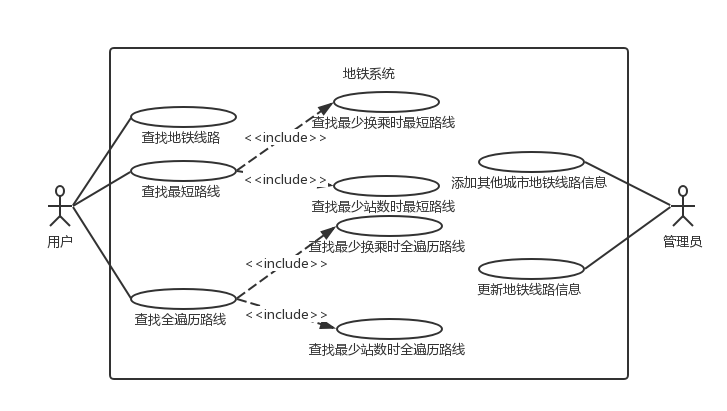 地铁系统
查找最少换乘时最短路线
查找地铁线路
<<include>>
查找最短路线
<<include>>
添加其他城市地铁线路信息
查找最少站数时最短路线
用户
管理员
查找最少换乘时全遍历路线
<<include>>
更新地铁线路信息
查找全遍历路线
<<include>>
查找最少站数时全遍历路线